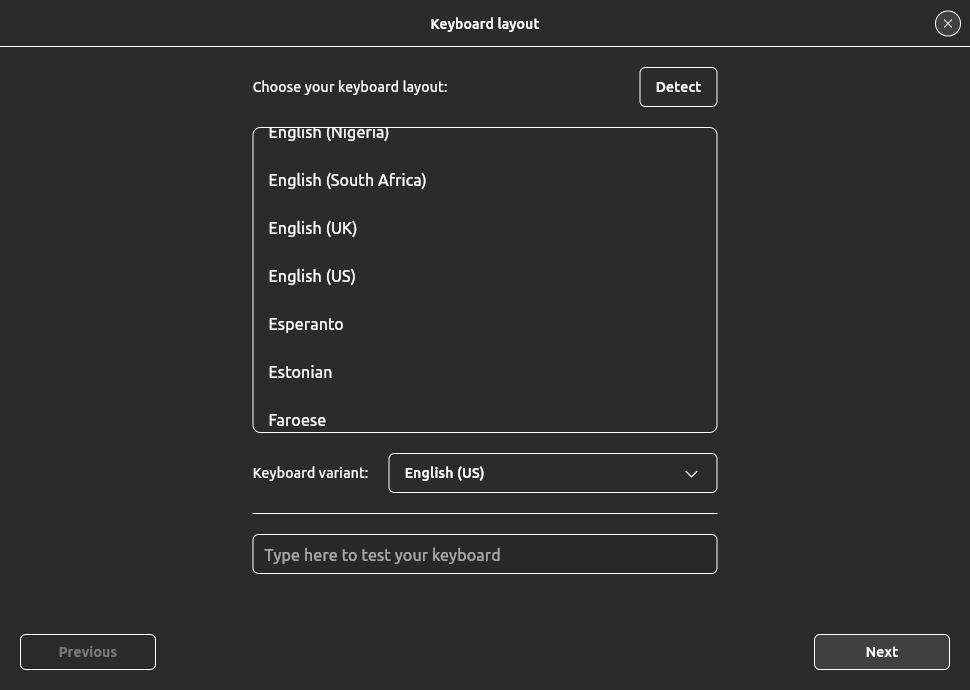 Keyboard layout
Choose your keyboard layout:
Detect
English (Nigeria)
English (South Africa)
English (UK)
English (US)
Esperanto
Estonian
Faroese
Keyboard variant:
English (US)
Type here to test your keyboard
Previous
Next